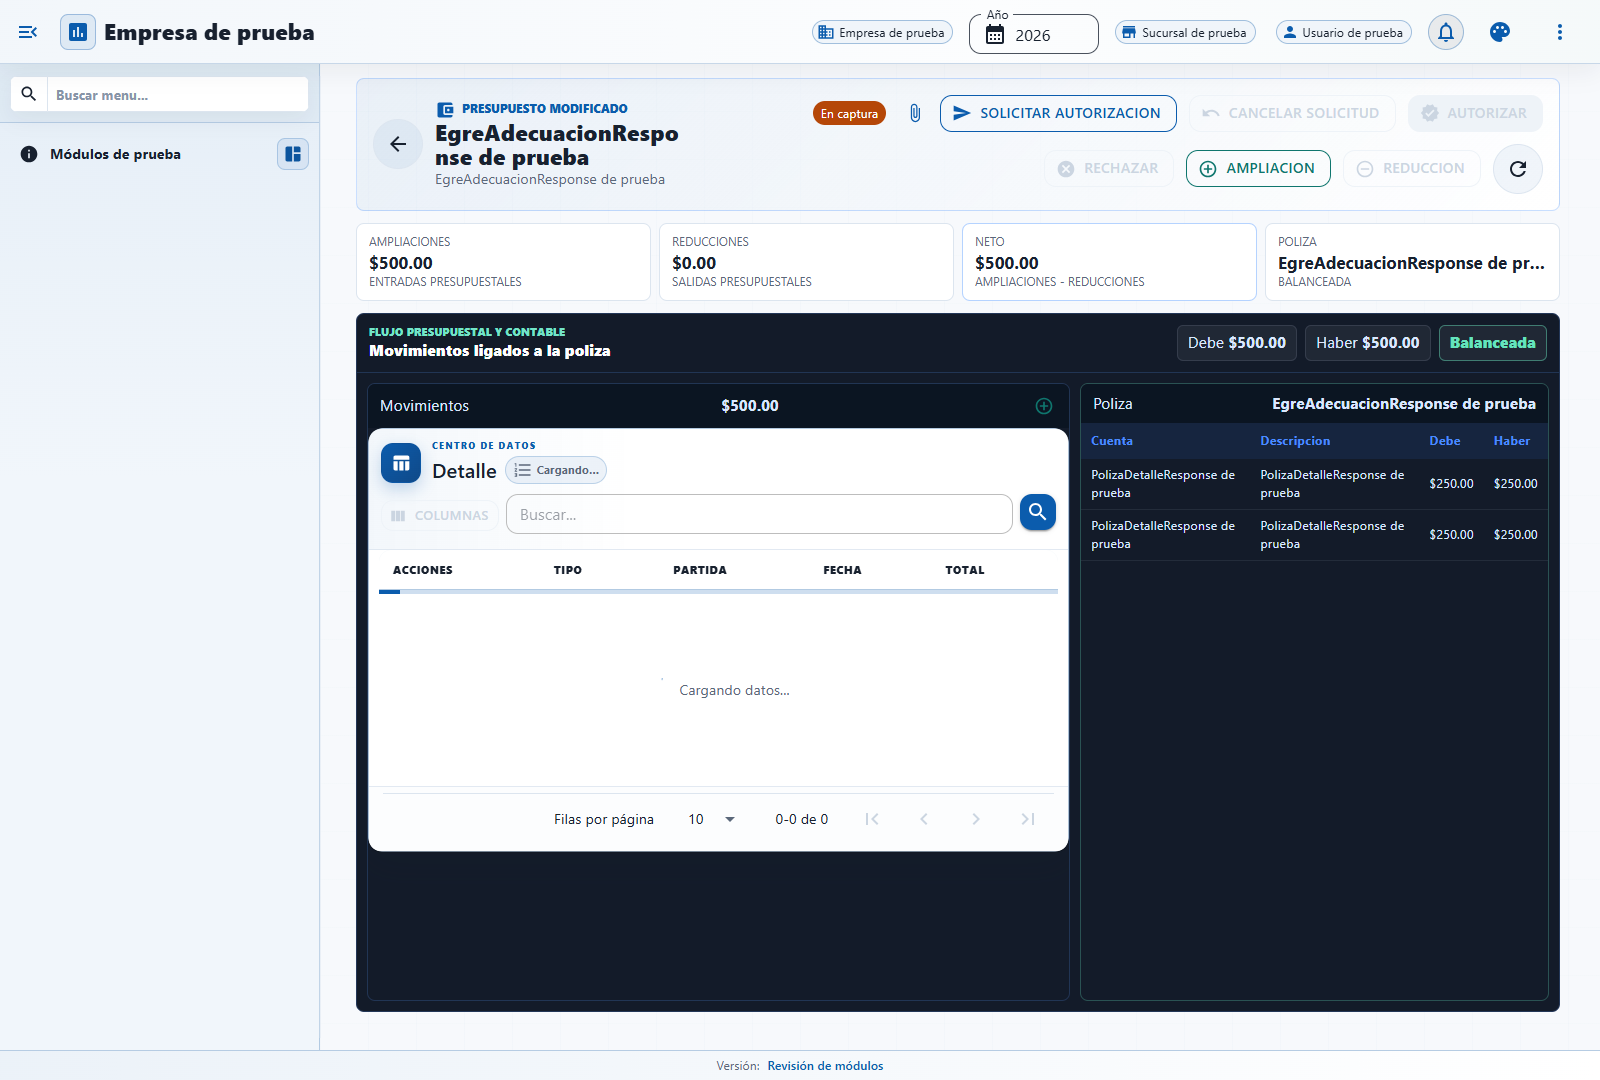 Empresa de prueba
Empresa de prueba
Año
2026
Sucursal de prueba
Usuario de prueba
Buscar menu...
Módulos de prueba
PRESUPUESTO MODIFICADO
EgreAdecuacionRespo
nse de prueba
EgreAdecuacionResponse de prueba
En captura
SOLICITAR AUTORIZACION
CANCELAR SOLICITUD
AUTORIZAR
RECHAZAR
AMPLIACION
REDUCCION
AMPLIACIONES
$500.00
ENTRADAS PRESUPUESTALES
REDUCCIONES
$0.00
SALIDAS PRESUPUESTALES
NETO
$500.00
AMPLIACIONES - REDUCCIONES
POLIZA
EgreAdecuacionResponse de pr...
BALANCEADA
FLUJO PRESUPUESTAL Y CONTABLE
Movimientos ligados a la poliza
Debe $500.00
Haber $500.00
Balanceada
Movimientos
$500.00
CENTRO DE DATOS
Detalle
Cargando...
COLUMNAS
Buscar...
ACCIONES TIPO PARTIDA FECHA TOTAL
Cargando datos...
Filas por página 10 0-0 de 0
Poliza
EgreAdecuacionResponse de prueba
Cuenta Descripcion Debe Haber
PolizaDetalleResponse de prueba PolizaDetalleResponse de prueba $250.00 $250.00
PolizaDetalleResponse de prueba PolizaDetalleResponse de prueba $250.00 $250.00
Versión: Revisión de módulos